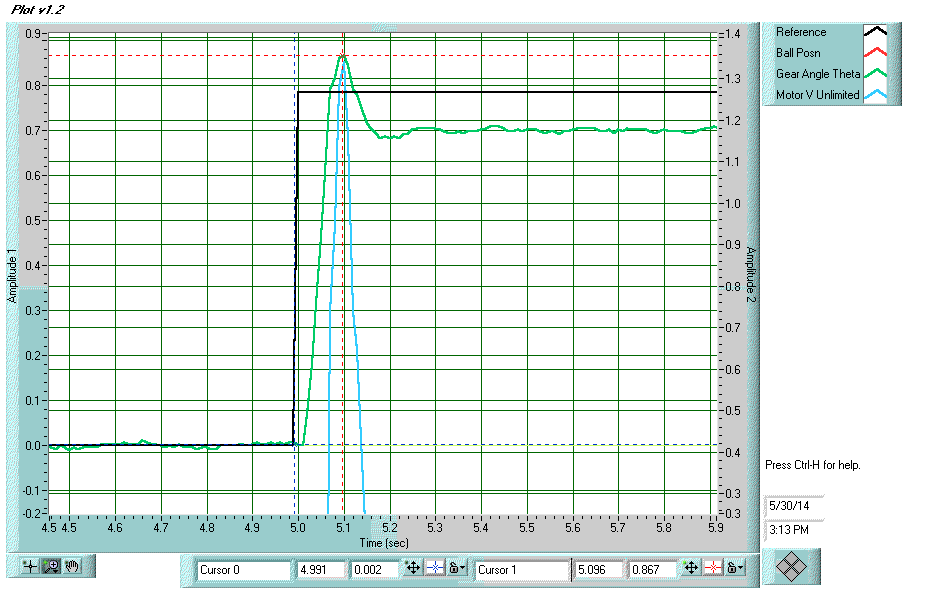 Plot v1.2
Reference
Ball Posn
Gear Angle Theta
Motor V Unlimited
Amplitude 1
0.9
0.8
0.7
0.6
0.5
0.4
0.3
0.2
0.1
0.0
-0.1
-0.2
1.4
1.3
1.2
1.1
1.0
0.9
0.8
0.7
0.6
0.5
0.4
0.3
0.3
Amplitude 2
4.5 4.5 4.6 4.7 4.8 4.9 5.0 5.1 5.2 5.3 5.4 5.5 5.6 5.7 5.8 5.9
Time (sec)
Press Ctrl-H for help.
5/30/14
3:13 PM
Cursor 0 4.991 0.002 Cursor 1 5.096 0.867